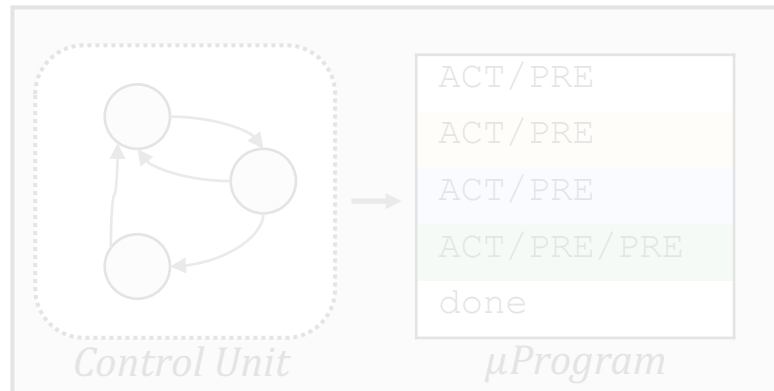 ACT/PRE
ACT/PRE
ACT/PRE
ACT/PRE/PRE
done
Control Unit
μProgram